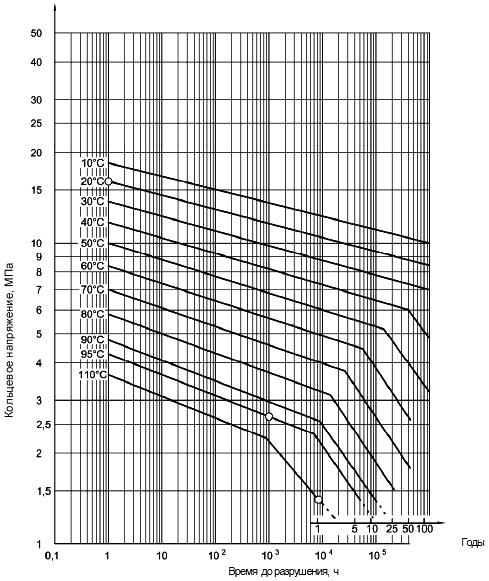 50
40
30
25
20
15
10
9
8
7
6
5
4
3
2,5
2
1,5
1
Кольцевое напряжение, МПа
10°C
20°C
30°C
40°C
50°C
60°C
70°C
80°C
90°C
95°C
110°C
1 5 10 25 50 100
Годы
0,1 1 10 10² 10³ 10⁴ 10⁵
Время до разрушения, ч